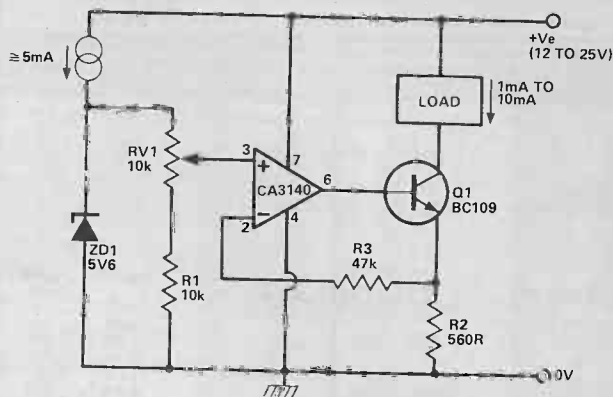 ≅5mA
+Ve
(12 TO 25V)
LOAD
1mA TO
10mA
RV1
10k
3
+
7
CA3140
6
−
2
4
Q1
BC109
ZD1
5V6
R1
10k
R3
47k
R2
560R
0V